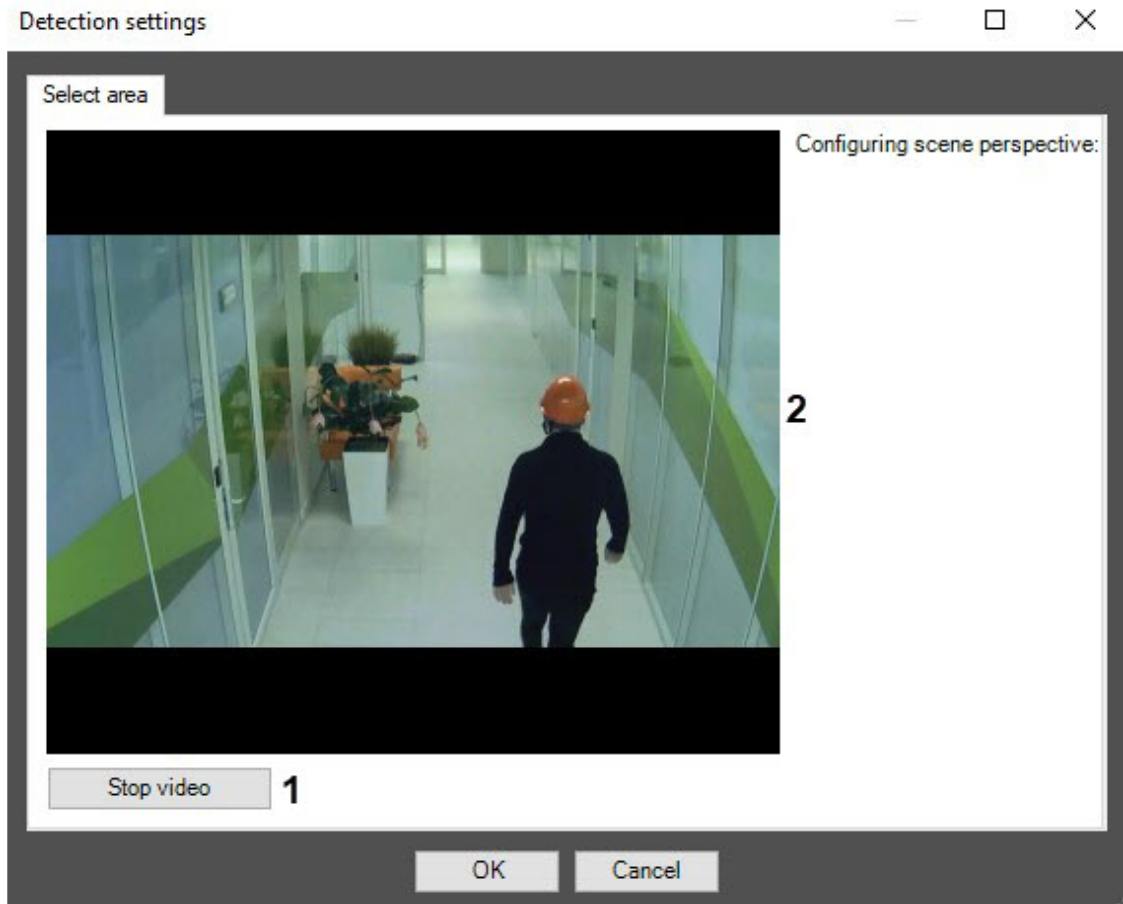 Detection settings
Select area
Configuring scene perspective:
2
Stop video
1
OK
Cancel